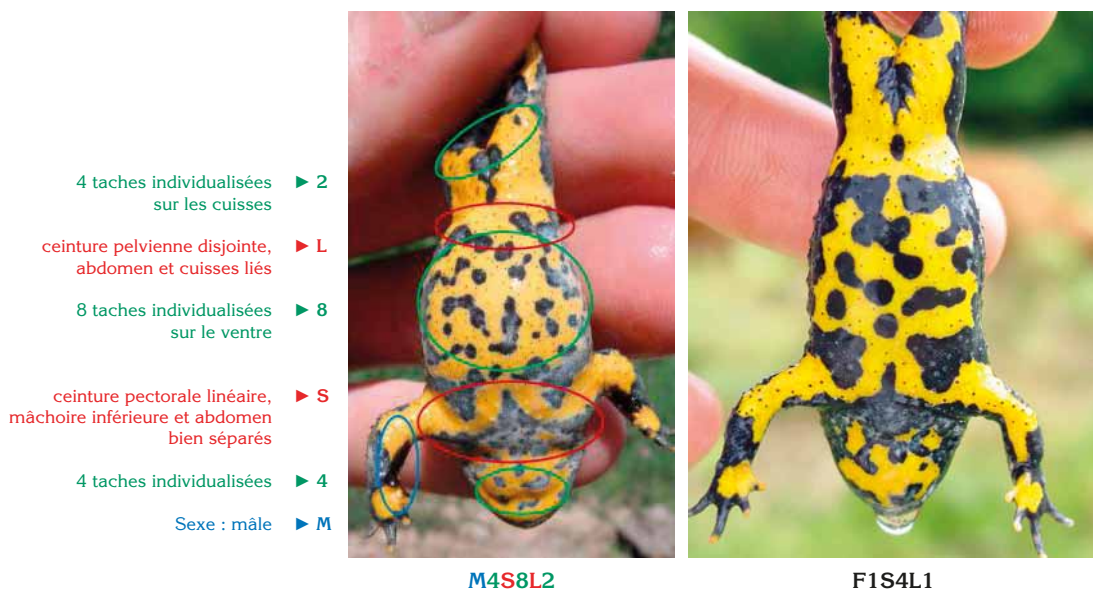 4 taches individualisées ► 2
sur les cuisses
ceinture pelvienne disjointe, ► L
abdomen et cuisses liés
8 taches individualisées ► 8
sur le ventre
ceinture pectorale linéaire, ► S
mâchoire inférieure et abdomen
bien séparés
4 taches individualisées ► 4
Sexe : mâle ► M
M4S8L2
F1S4L1